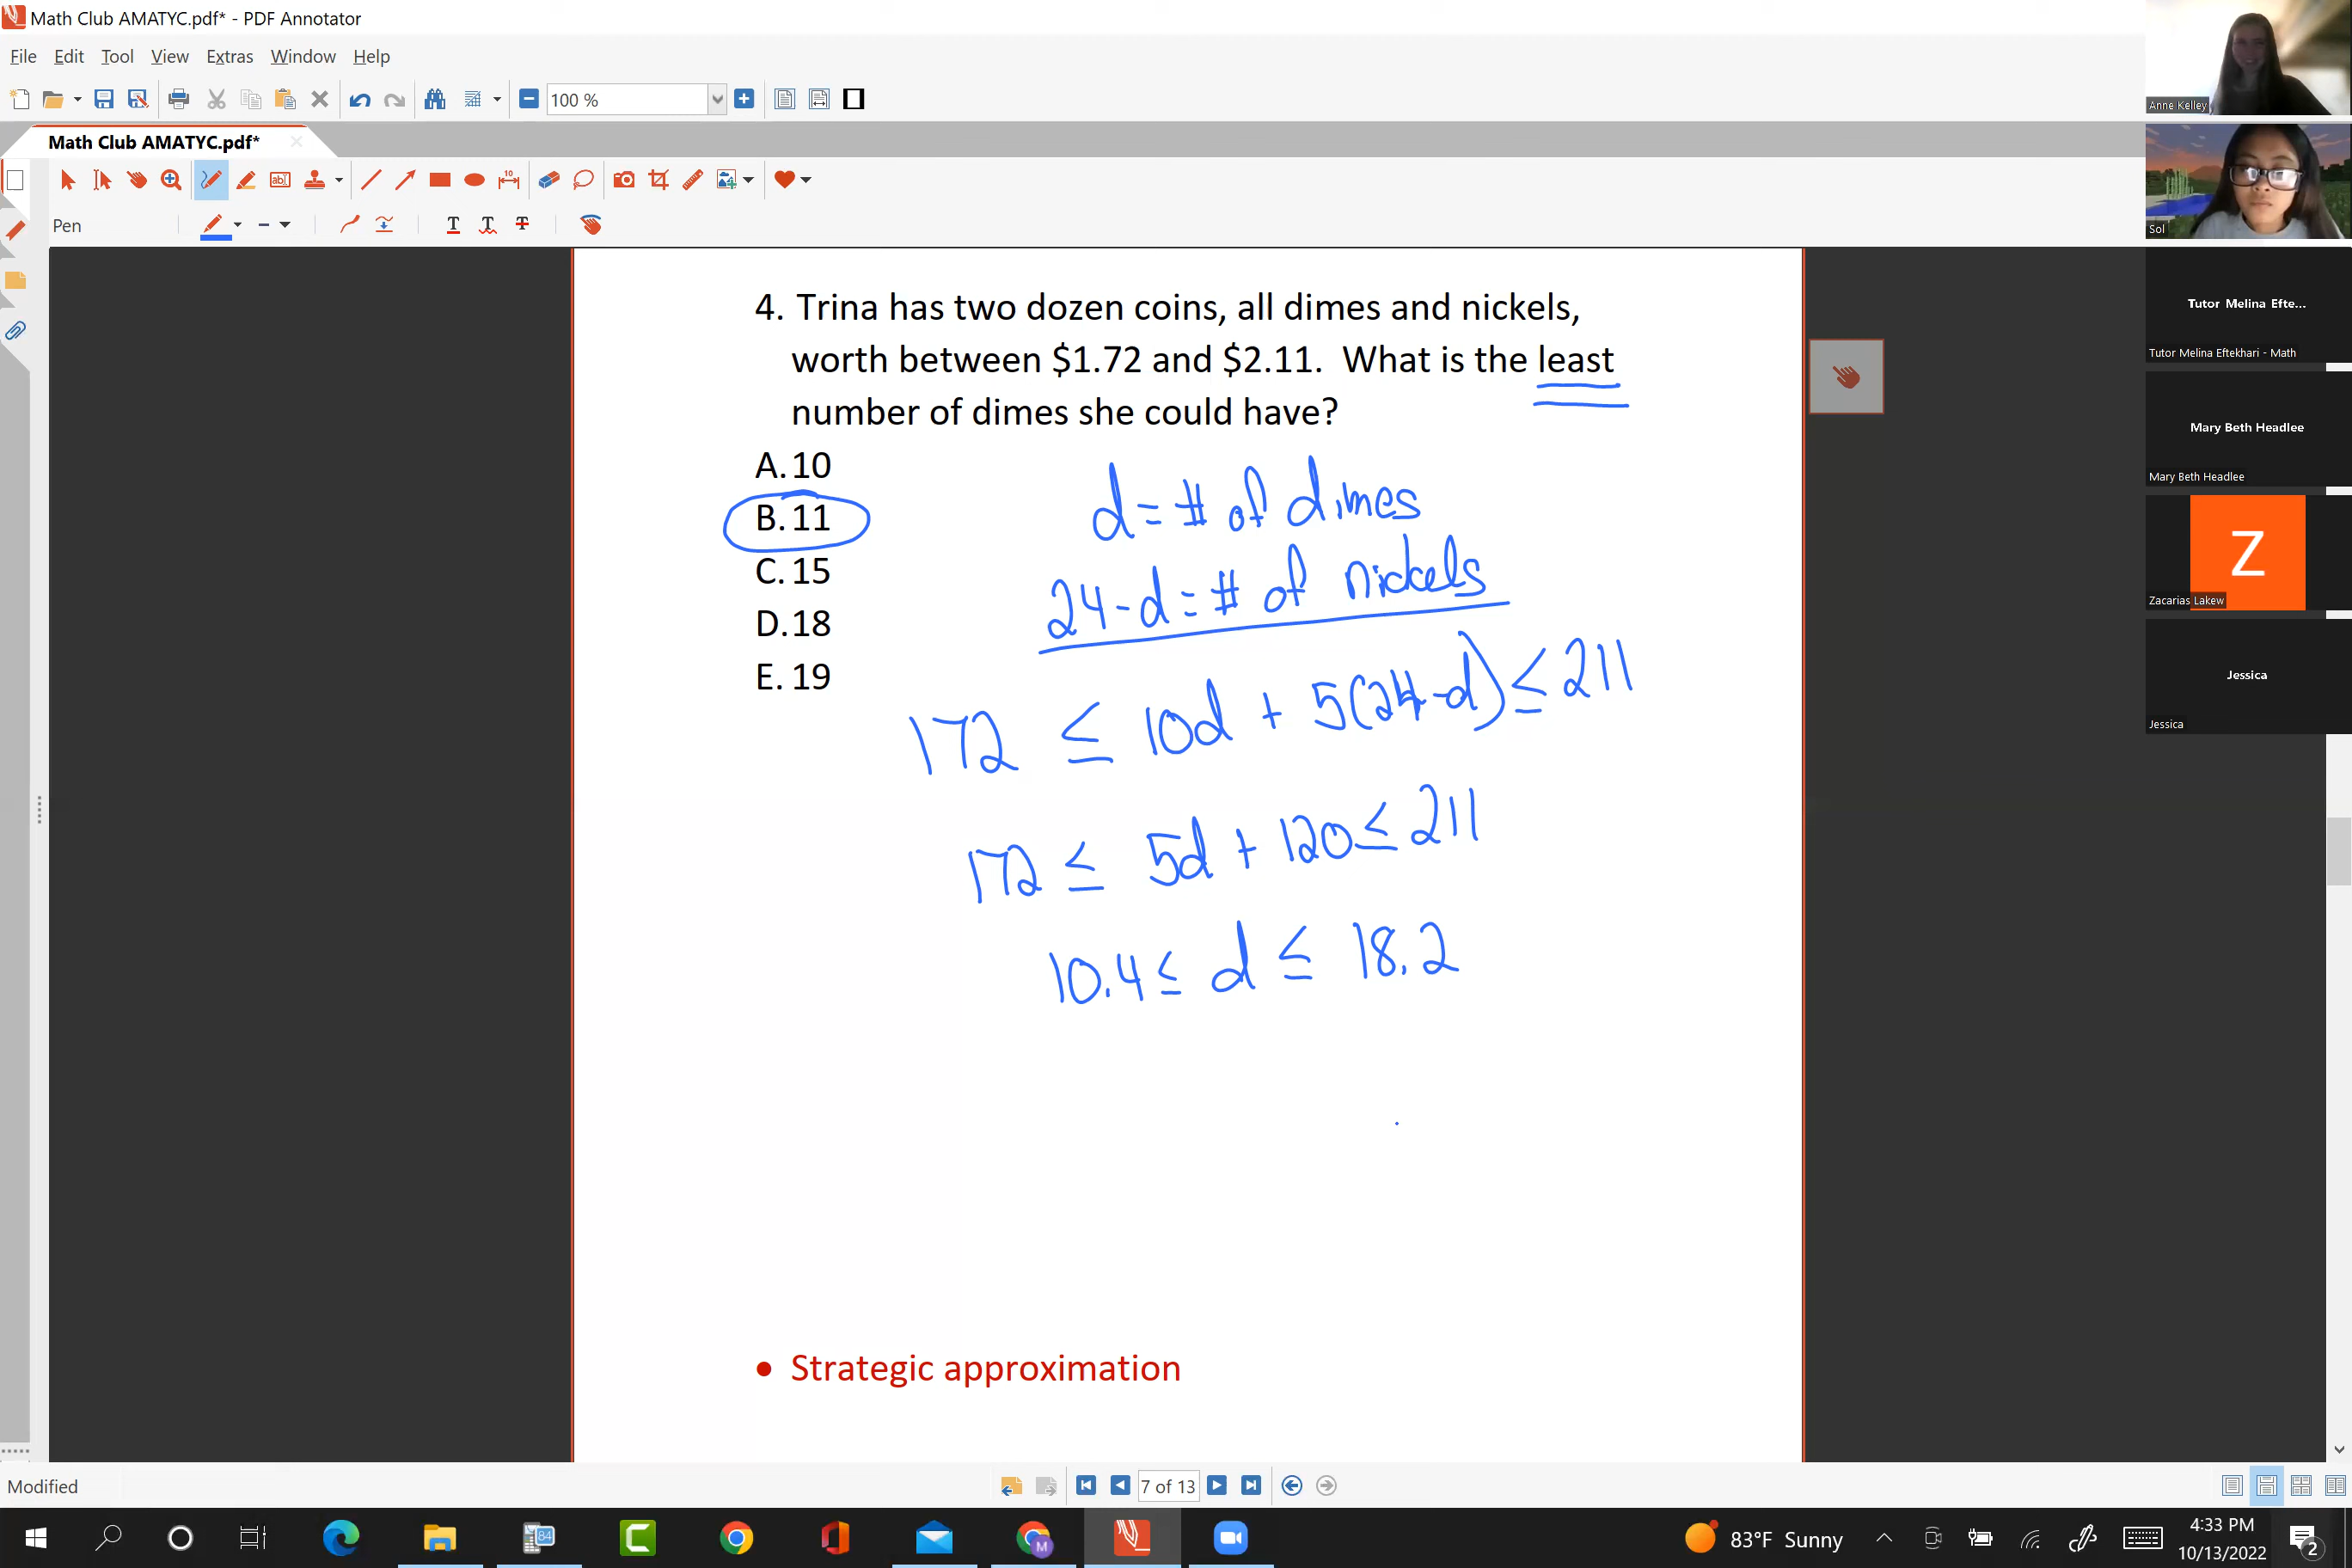 Math Club AMATYC.pdf* - PDF Annotator
File Edit Tool View Extras Window Help
100 %
Math Club AMATYC.pdf*
Pen
4. Trina has two dozen coins, all dimes and nickels,
worth between $1.72 and $2.11. What is the least
number of dimes she could have?
A. 10
B. 11
C. 15
D. 18
E. 19
d = # of dimes
24 - d = # of nickels
172 ≤ 10d + 5(24 - d) ≤ 211
172 ≤ 5d + 120 ≤ 211
10.4 ≤ d ≤ 18.2
• Strategic approximation
Anne Kelley
Sol
Tutor Melina Efte...
Tutor Melina Eftekhari - Math
Mary Beth Headlee
Mary Beth Headlee
Z
Zacarias Lakew
Jessica
Jessica
Modified
7 of 13
84
M
83°F Sunny
4:33 PM
10/13/2022
2